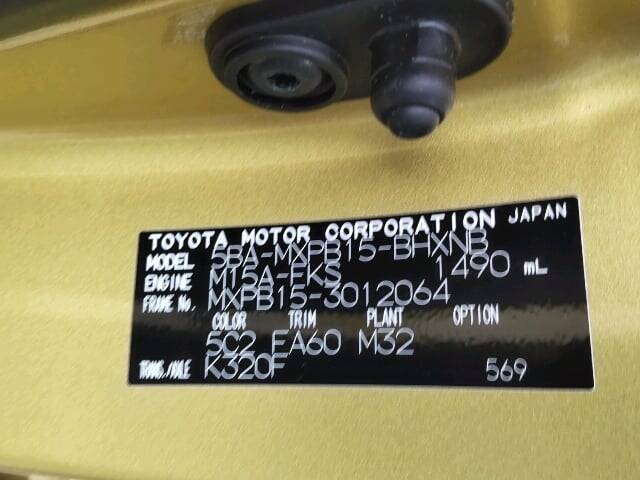 TOYOTA MOTOR CORPORATION JAPAN
MODEL 5BA-MXPB15-BHXNB
ENGINE M15A-FKS 1490 mL
FRAME No. MXPB15-3012064
COLOR TRIM PLANT OPTION
5C2 FA60 M32
TRANS./AXLE K320F 569